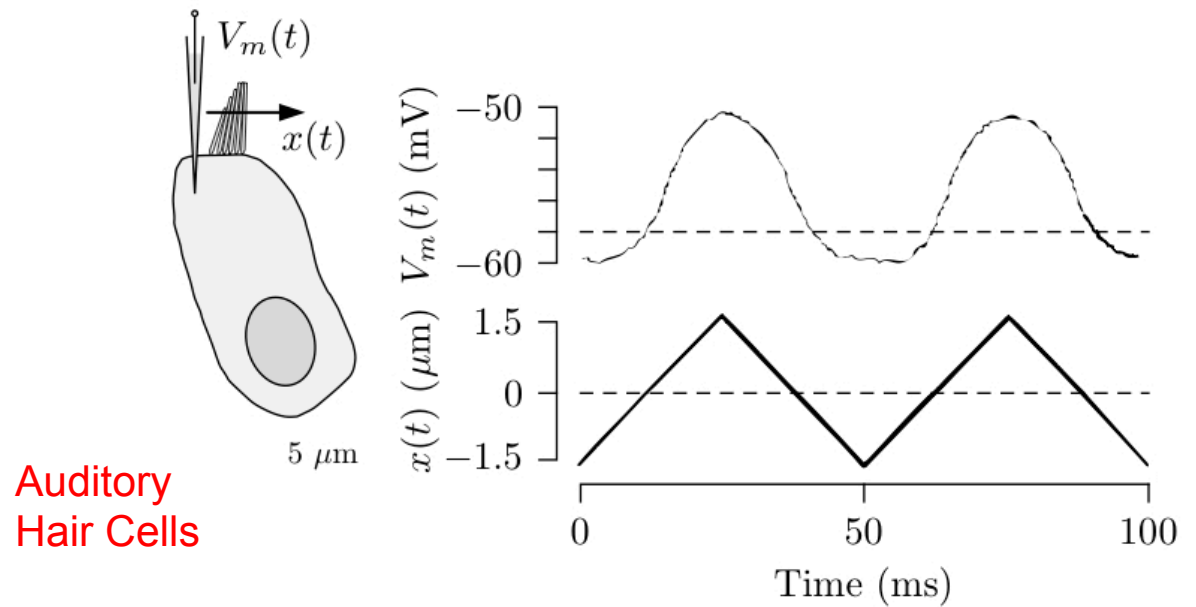 V_m(t)
x(t)
5 μm
Auditory
Hair Cells
V_m(t) (mV)
−50
−60
x(t) (μm)
1.5
0
−1.5
0 50 100
Time (ms)